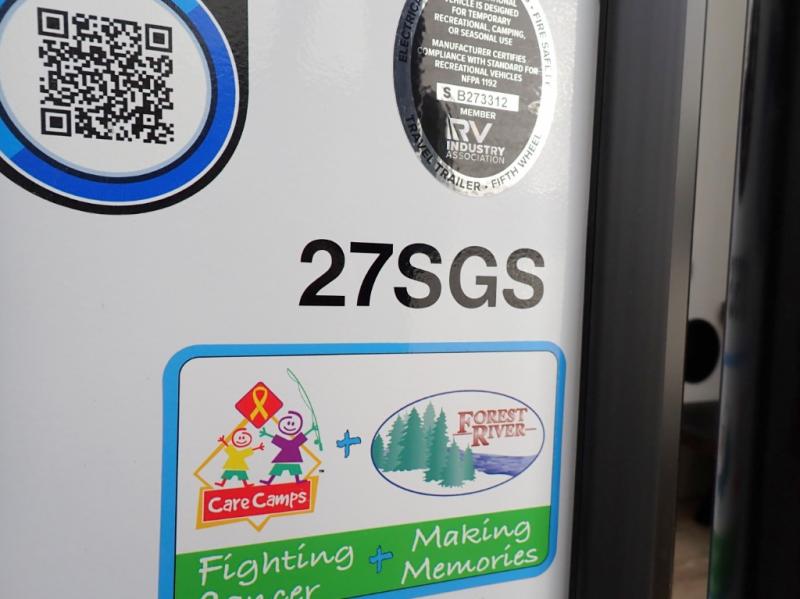 VEHICLE IS DESIGNED
FOR TEMPORARY
RECREATIONAL, CAMPING,
OR SEASONAL USE
MANUFACTURER CERTIFIES
COMPLIANCE WITH STANDARD FOR
RECREATIONAL VEHICLES
NFPA 1192
S B273312
MEMBER
RV
INDUSTRY
ASSOCIATION
FIRE SAFETY
TRAVEL TRAILER • FIFTH WHEEL
27SGS
Care Camps
+
FOREST
RIVER
Fighting + Making
Cancer Memories